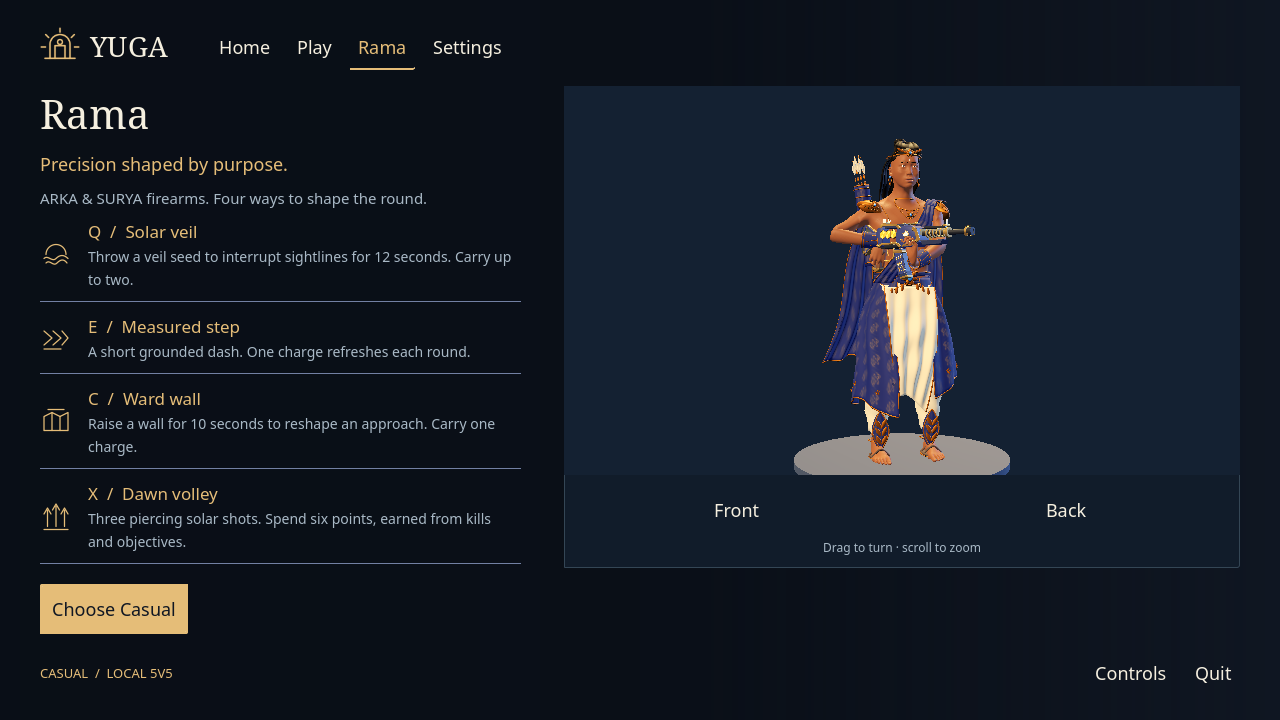 YUGA
Home
Play
Rama
Settings
Rama
Precision shaped by purpose.
ARKA & SURYA firearms. Four ways to shape the round.
Q / Solar veil
Throw a veil seed to interrupt sightlines for 12 seconds. Carry up
to two.
E / Measured step
A short grounded dash. One charge refreshes each round.
C / Ward wall
Raise a wall for 10 seconds to reshape an approach. Carry one
charge.
X / Dawn volley
Three piercing solar shots. Spend six points, earned from kills
and objectives.
Choose Casual
Front
Back
Drag to turn · scroll to zoom
CASUAL / LOCAL 5V5
Controls
Quit